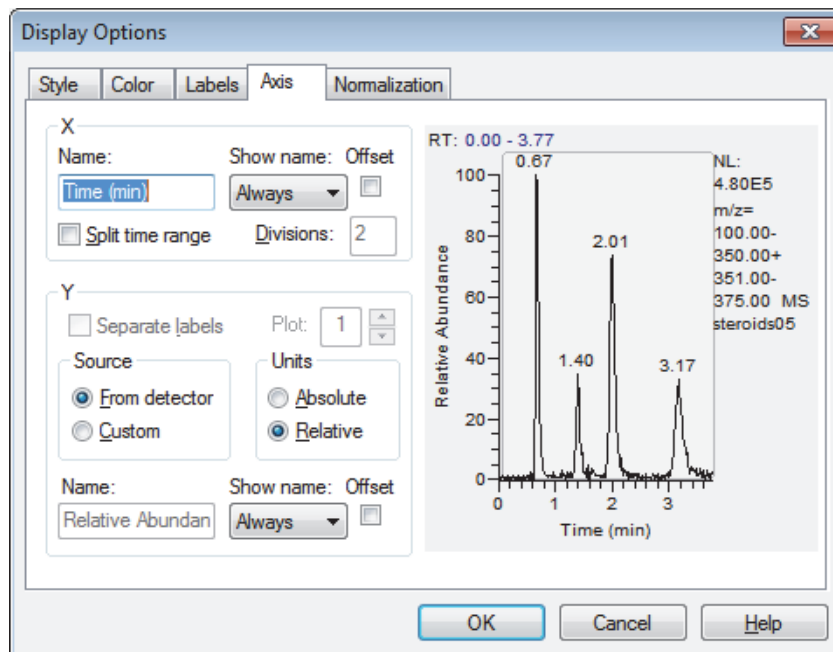 Display Options
Style Color Labels Axis Normalization
X
Name: Show name: Offset
Time (min) Always
Split time range Divisions: 2
Y
Separate labels Plot: 1
Source Units
From detector Absolute
Custom Relative
Name: Show name: Offset
Relative Abundan Always
RT: 0.00 - 3.77
0.67
2.01
1.40
3.17
100
80
60
40
20
0
Relative Abundance
0 1 2 3
Time (min)
NL:
4.80E5
m/z=
100.00-
350.00+
351.00-
375.00 MS
steroids05
OK Cancel Help